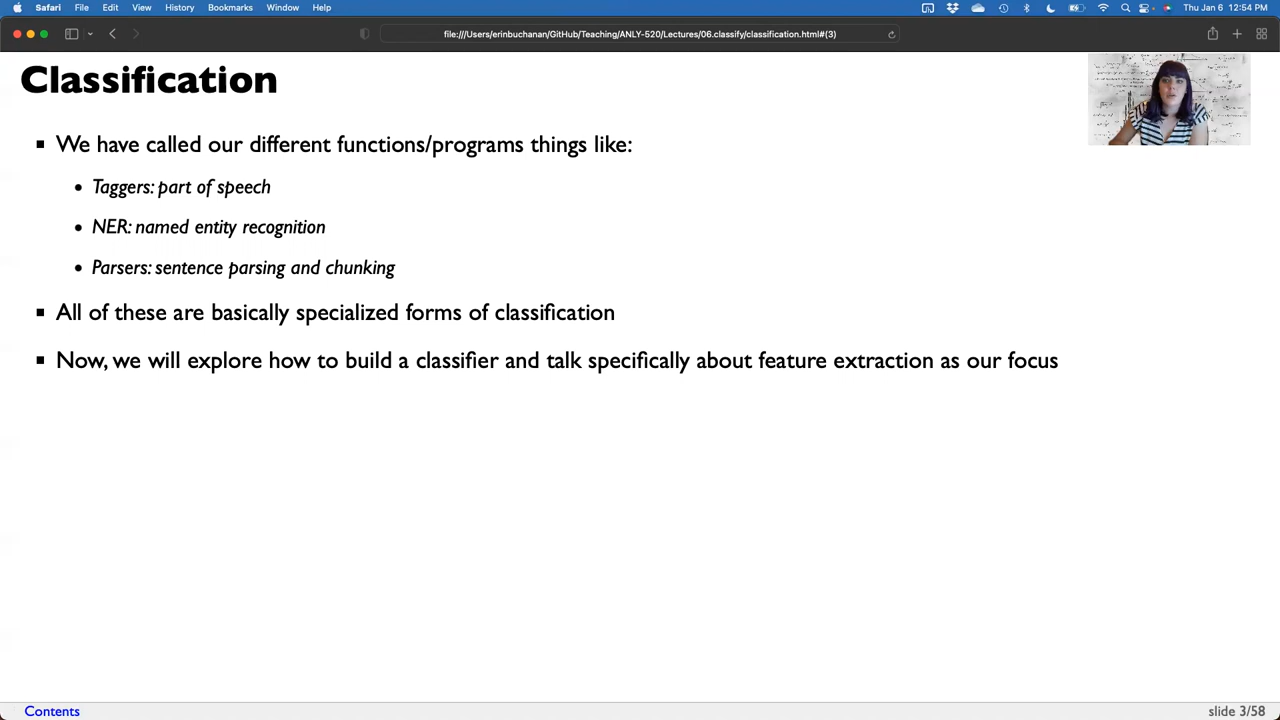 Safari File Edit View History Bookmarks Window Help Thu Jan 6 12:54 PM
file:///Users/erinbuchanan/GitHub/Teaching/ANLY-520/Lectures/06.classify/classification.html#(3)
Classification
We have called our different functions/programs things like:
Taggers: part of speech
NER: named entity recognition
Parsers: sentence parsing and chunking
All of these are basically specialized forms of classification
Now, we will explore how to build a classifier and talk specifically about feature extraction as our focus
Contents slide 3/58